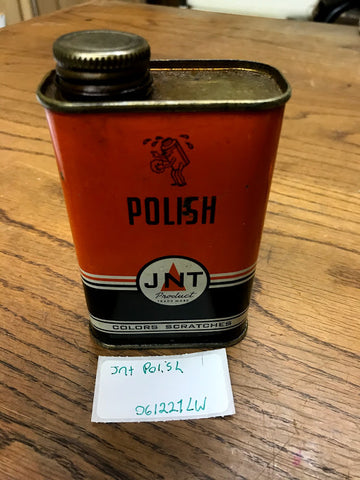 POLISH
JNT
Product
TRADE MARK
COLORS SCRATCHES
JNt Polish
061221LW